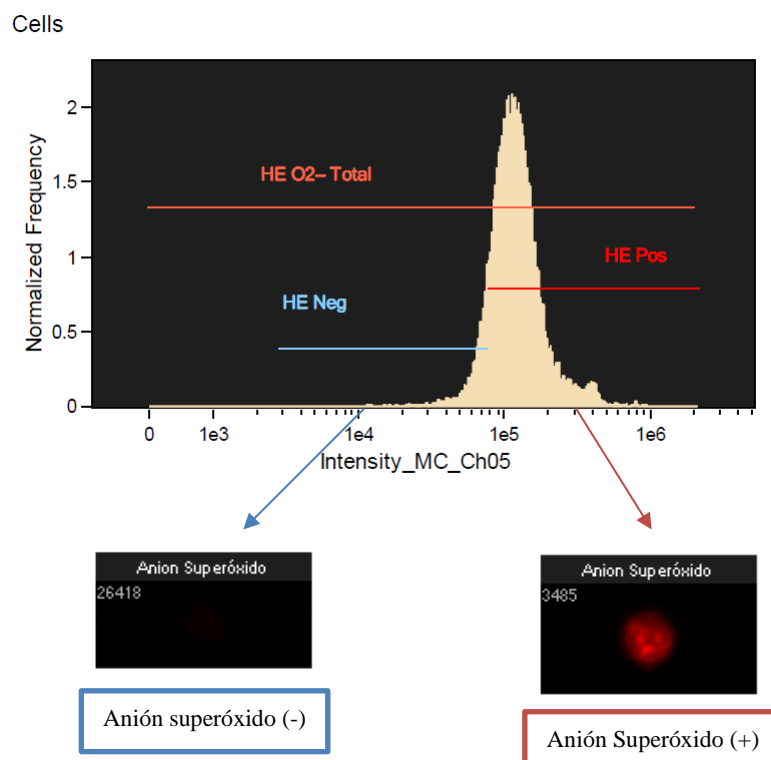 Cells
Normalized Frequency
2
1.5
1
0.5
0
HE O2– Total
HE Pos
HE Neg
0 1e3 1e4 1e5 1e6
Intensity_MC_Ch05
Anion Superóxido
26418
Anion Superóxido
3485
Anión superóxido (-)
Anión Superóxido (+)